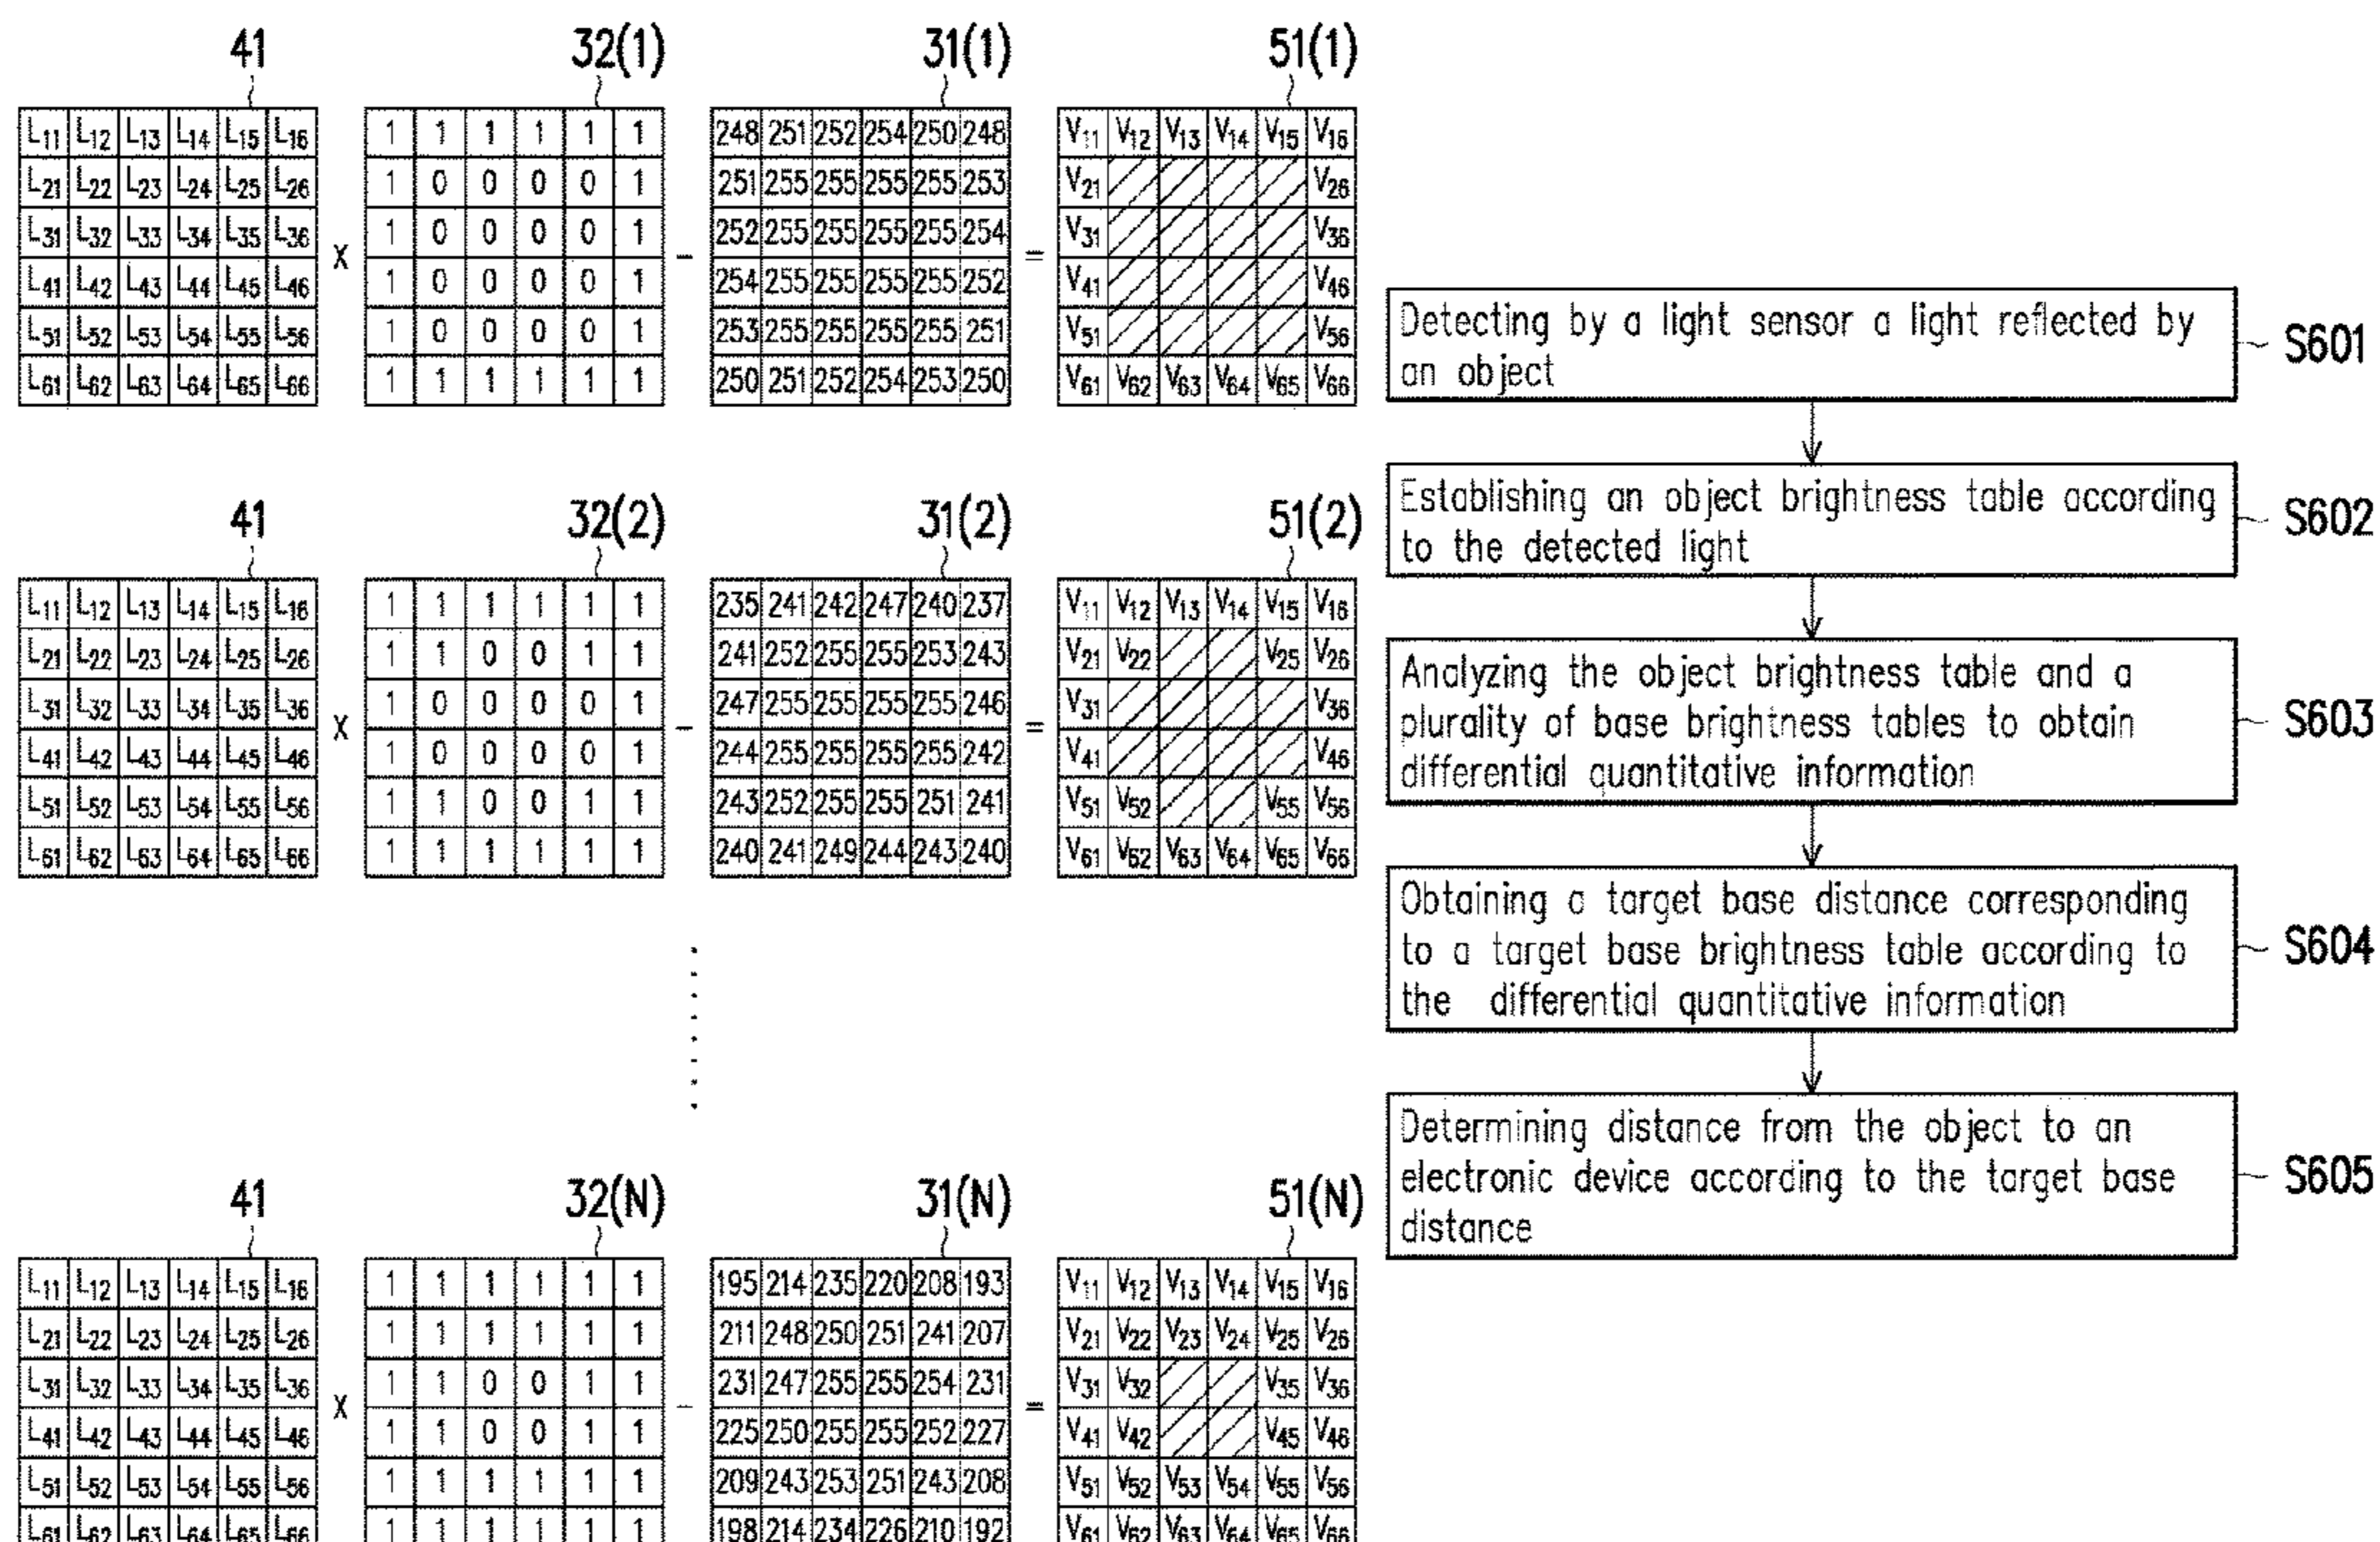 41 32(1) 31(1) 51(1)
L11 L12 L13 L14 L15 L16 1 1 1 1 1 1 248 251 252 254 250 248 V11 V12 V13 V14 V15 V16
L21 L22 L23 L24 L25 L26 1 0 0 0 0 1 251 255 255 255 255 253 V21 V26
L31 L32 L33 L34 L35 L36 1 0 0 0 0 1 252 255 255 255 255 254 V31 V36
X - =
L41 L42 L43 L44 L45 L46 1 0 0 0 0 1 254 255 255 255 255 252 V41 V46
L51 L52 L53 L54 L55 L56 1 0 0 0 0 1 253 255 255 255 255 251 V51 V56
L61 L62 L63 L64 L65 L66 1 1 1 1 1 1 250 251 252 254 253 250 V61 V62 V63 V64 V65 V66
41 32(2) 31(2) 51(2)
L11 L12 L13 L14 L15 L16 1 1 1 1 1 1 235 241 242 247 240 237 V11 V12 V13 V14 V15 V16
L21 L22 L23 L24 L25 L26 1 1 0 0 1 1 241 252 255 255 253 243 V21 V22 V25 V26
L31 L32 L33 L34 L35 L36 1 0 0 0 0 1 247 255 255 255 255 246 V31 V36
X - =
L41 L42 L43 L44 L45 L46 1 0 0 0 0 1 244 255 255 255 255 242 V41 V46
L51 L52 L53 L54 L55 L56 1 1 0 0 1 1 243 252 255 255 251 241 V51 V52 V55 V56
L61 L62 L63 L64 L65 L66 1 1 1 1 1 1 240 241 249 244 243 240 V61 V62 V63 V64 V65 V66
41 32(N) 31(N) 51(N)
L11 L12 L13 L14 L15 L16 1 1 1 1 1 1 195 214 235 220 208 193 V11 V12 V13 V14 V15 V16
L21 L22 L23 L24 L25 L26 1 1 1 1 1 1 211 248 250 251 241 207 V21 V22 V23 V24 V25 V26
L31 L32 L33 L34 L35 L36 1 1 0 0 1 1 231 247 255 255 254 231 V31 V32 V35 V36
X - =
L41 L42 L43 L44 L45 L46 1 1 0 0 1 1 225 250 255 255 252 227 V41 V42 V45 V46
L51 L52 L53 L54 L55 L56 1 1 1 1 1 1 209 243 253 251 243 208 V51 V52 V53 V54 V55 V56
L61 L62 L63 L64 L65 L66 1 1 1 1 1 1 198 214 234 226 210 192 V61 V62 V63 V64 V65 V66
Detecting by a light sensor a light reflected by
an object
S601
Establishing an object brightness table according
to the detected light
S602
Analyzing the object brightness table and a
plurality of base brightness tables to obtain
differential quantitative information
S603
Obtaining a target base distance corresponding
to a target base brightness table according to
the differential quantitative information
S604
Determining distance from the object to an
electronic device according to the target base
distance
S605